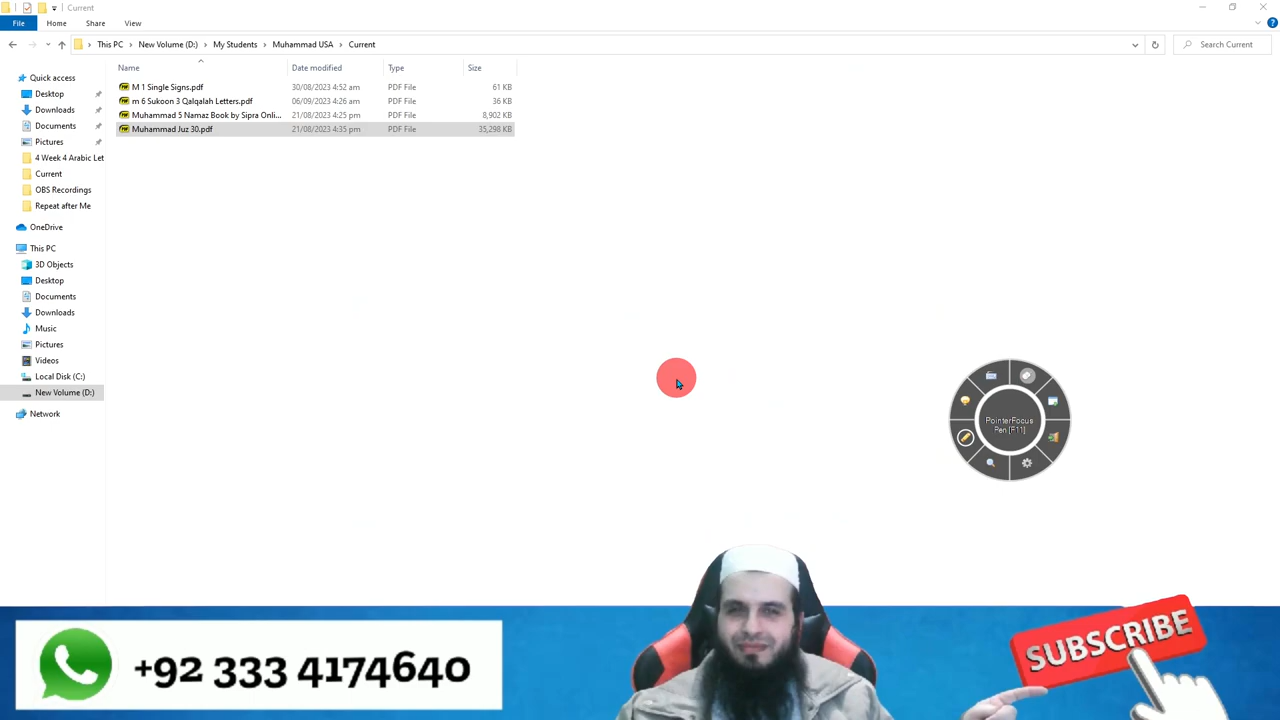 Current
File Home Share View
This PC New Volume (D:) My Students Muhammad USA Current
Search Current
Name Date modified Type Size
M 1 Single Signs.pdf 30/08/2023 4:52 am PDF File 61 KB
m 6 Sukoon 3 Qalqalah Letters.pdf 06/09/2023 4:26 am PDF File 36 KB
Muhammad 5 Namaz Book by Sipra Onli... 21/08/2023 4:25 pm PDF File 8,902 KB
Muhammad Juz 30.pdf 21/08/2023 4:35 pm PDF File 35,298 KB
Quick access
Desktop
Downloads
Documents
Pictures
4 Week 4 Arabic Let
Current
OBS Recordings
Repeat after Me
OneDrive
This PC
3D Objects
Desktop
Documents
Downloads
Music
Pictures
Videos
Local Disk (C:)
New Volume (D:)
Network
PointerFocus
Pen [F11]
+92 333 4174640
SUBSCRIBE